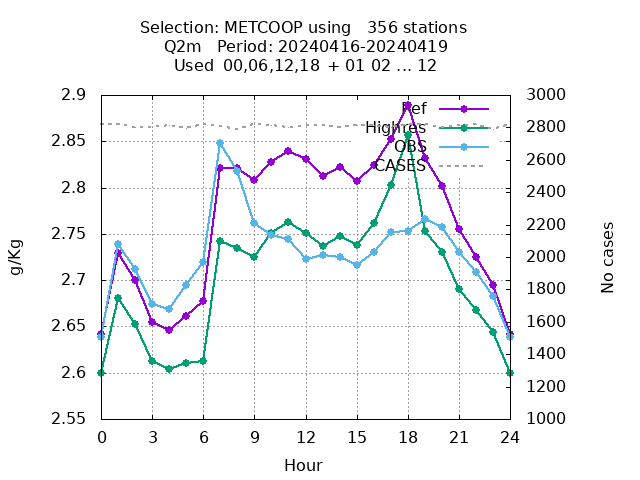 Selection: METCOOP using   356 stations
Q2m   Period: 20240416-20240419
Used  00,06,12,18 + 01 02 ... 12
2.9
2.85
2.8
2.75
2.7
2.65
2.6
2.55
g/Kg
3000
2800
2600
2400
2200
2000
1800
1600
1400
1200
1000
No cases
Ref
Highres
OBS
CASES
0 3 6 9 12 15 18 21 24
Hour